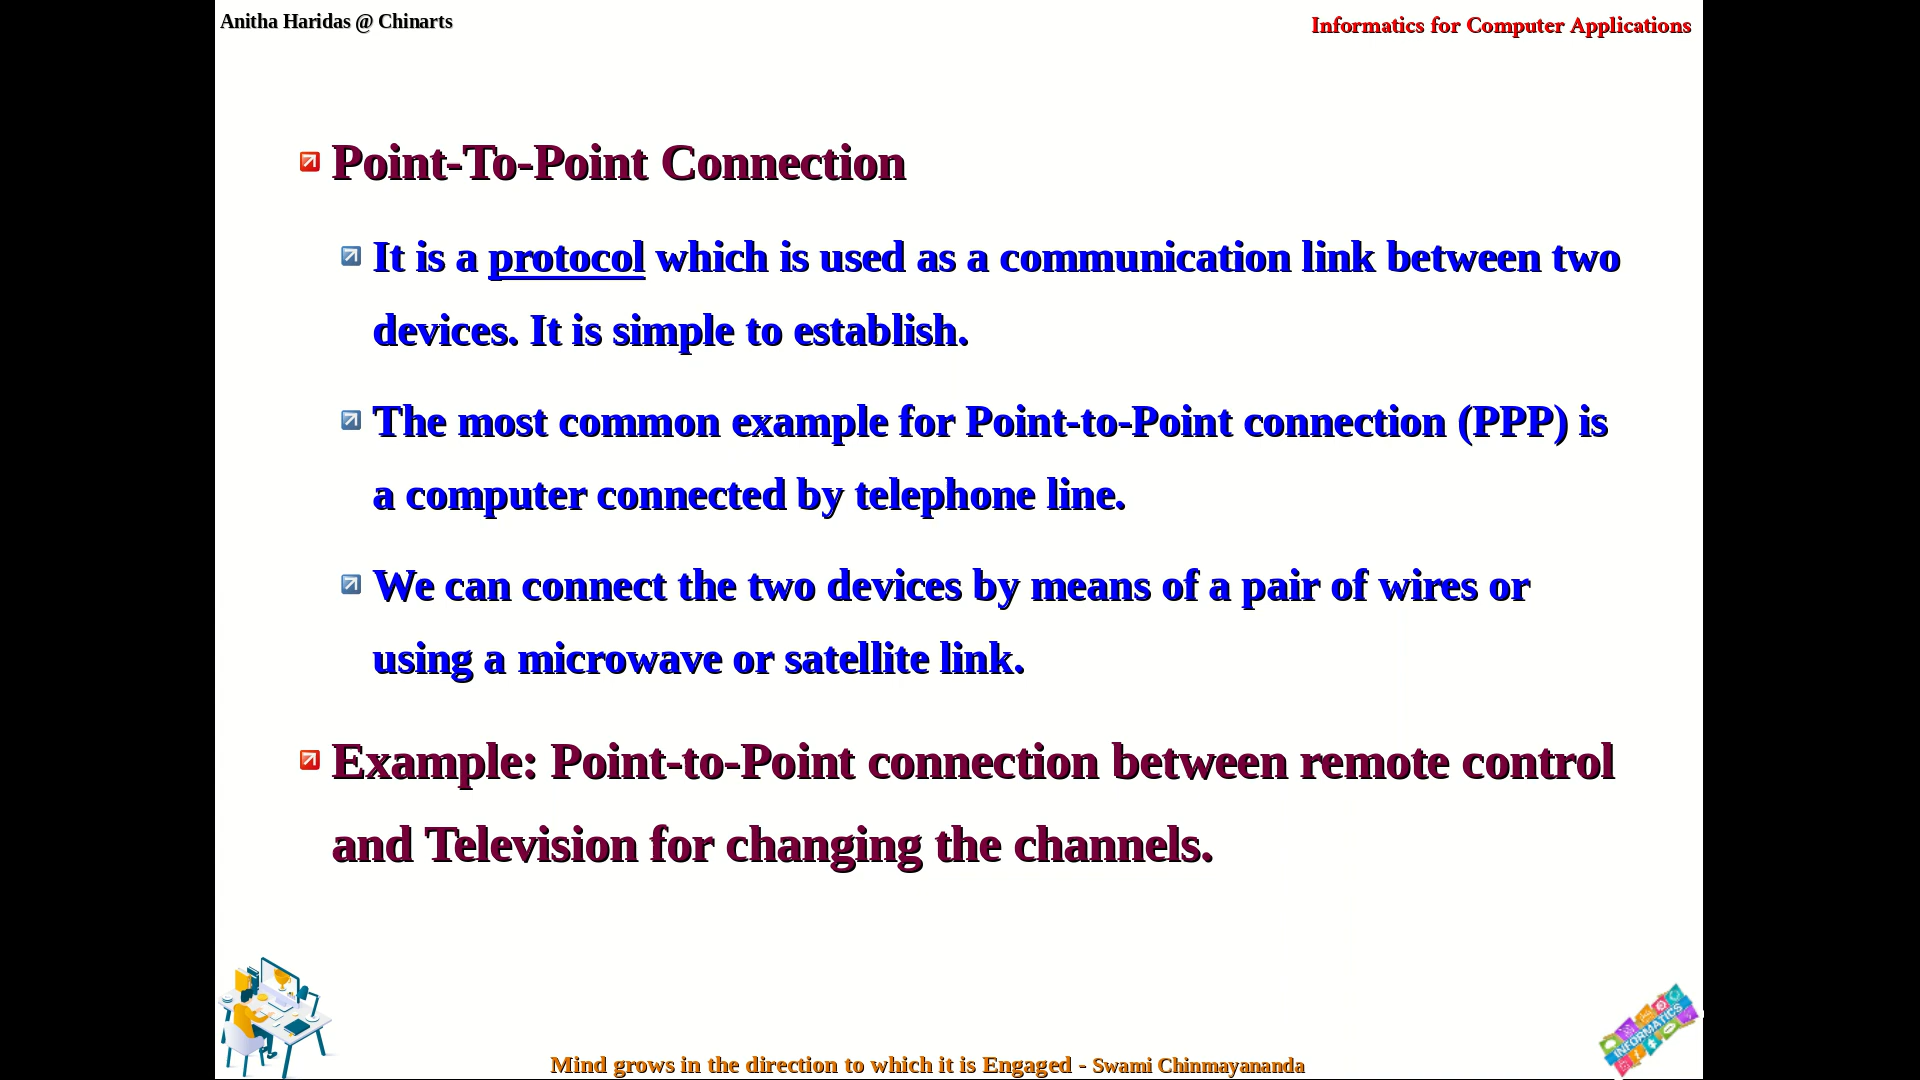 Anitha Haridas @ Chinarts
Informatics for Computer Applications
Point-To-Point Connection
It is a protocol which is used as a communication link between two
devices. It is simple to establish.
The most common example for Point-to-Point connection (PPP) is
a computer connected by telephone line.
We can connect the two devices by means of a pair of wires or
using a microwave or satellite link.
Example: Point-to-Point connection between remote control
and Television for changing the channels.
INFORMATICS
Mind grows in the direction to which it is Engaged - Swami Chinmayananda